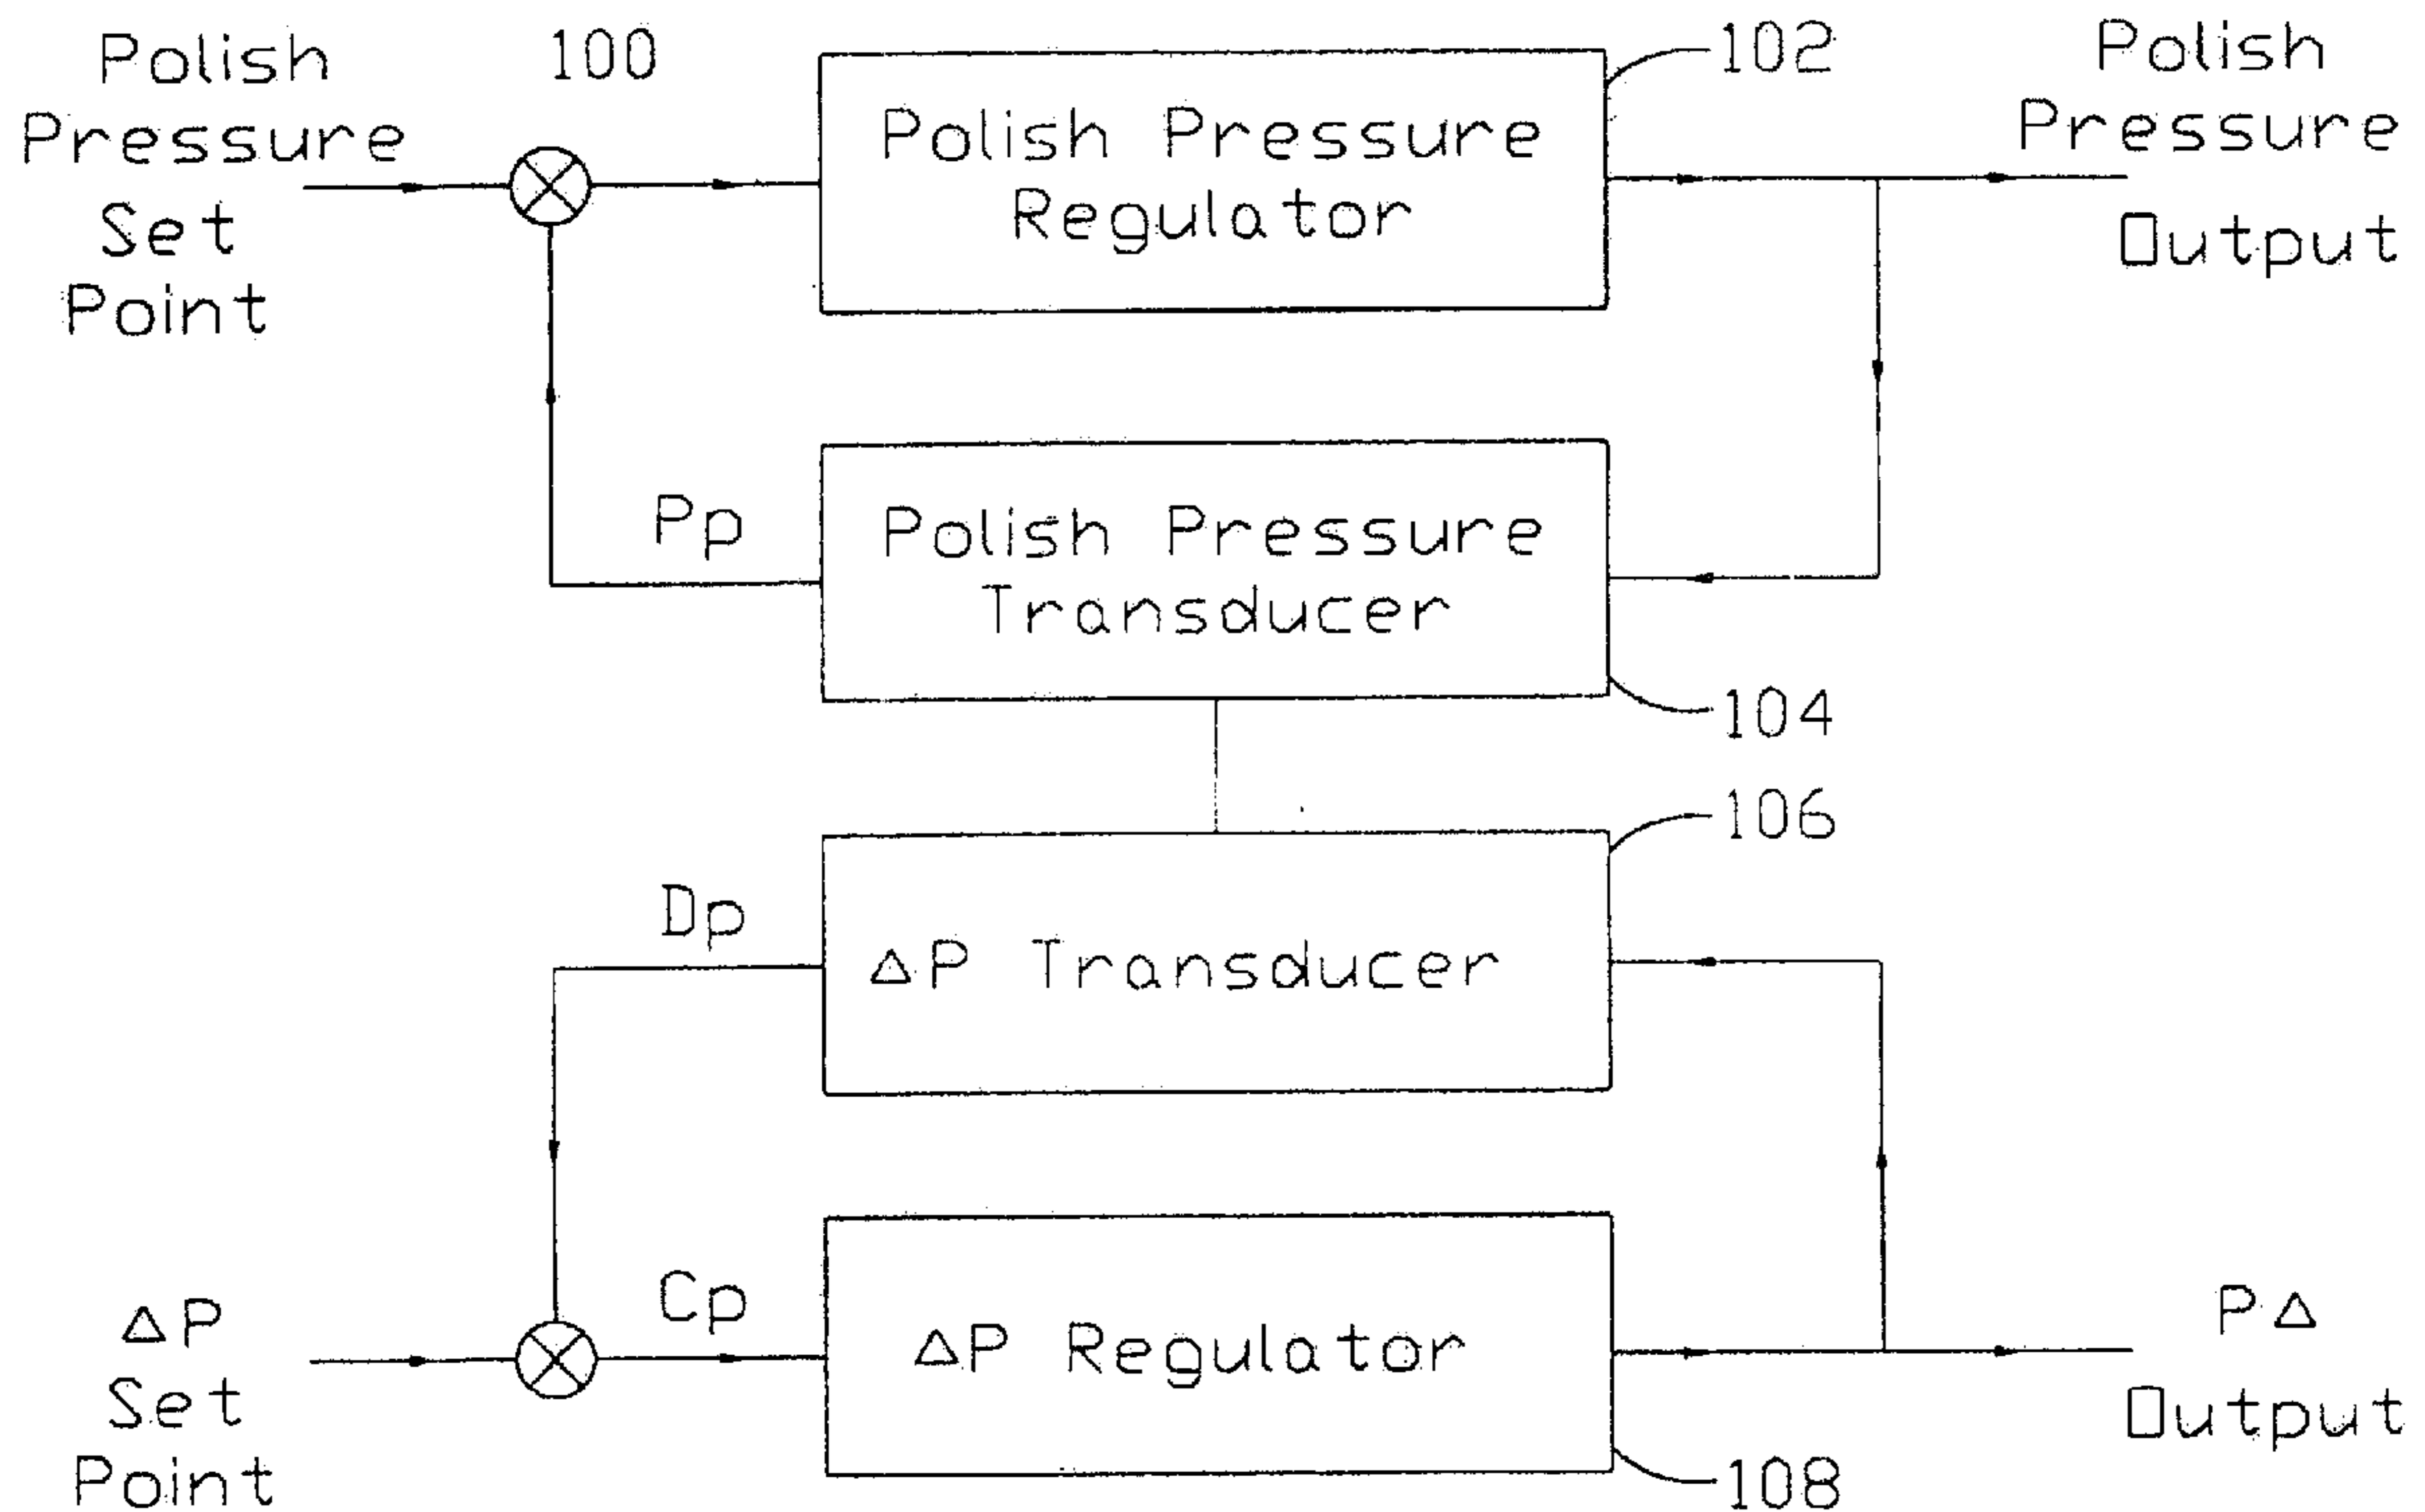 Polish
Pressure
Set
Point
100
Polish Pressure
Regulator
102
Polish
Pressure
Output
Pp
Polish Pressure
Transducer
104
106
Dp
ΔP Transducer
ΔP
Set
Point
Cp
ΔP Regulator
108
PΔ
Output